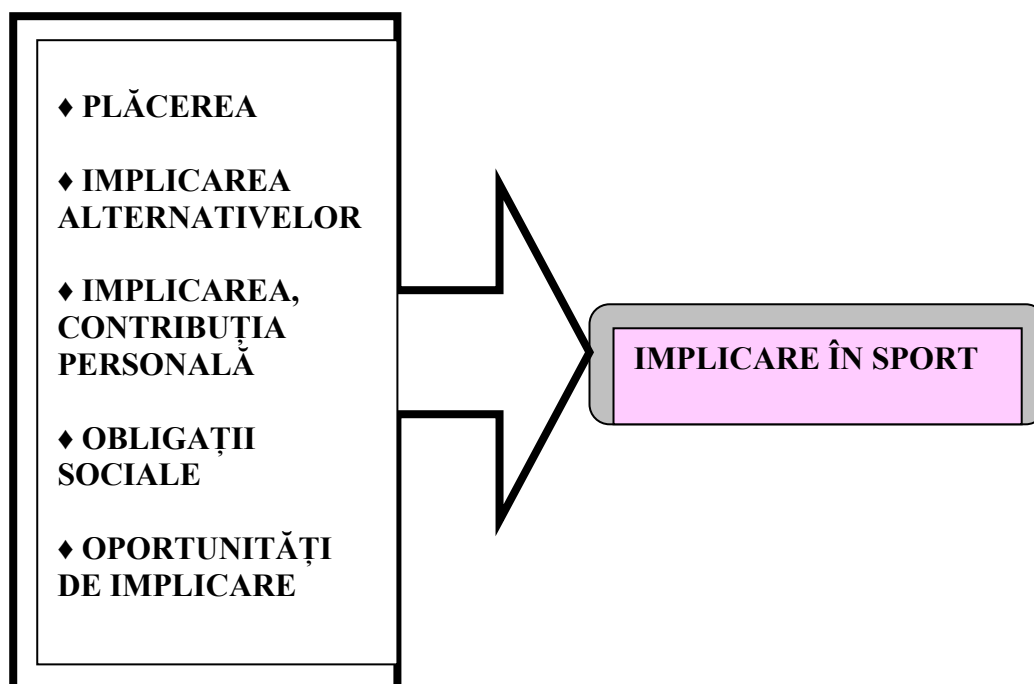 ♦ PLĂCEREA
♦ IMPLICAREA
ALTERNATIVELOR
♦ IMPLICAREA,
CONTRIBUȚIA
PERSONALĂ
♦ OBLIGAȚII
SOCIALE
♦ OPORTUNITĂȚI
DE IMPLICARE
IMPLICARE ÎN SPORT